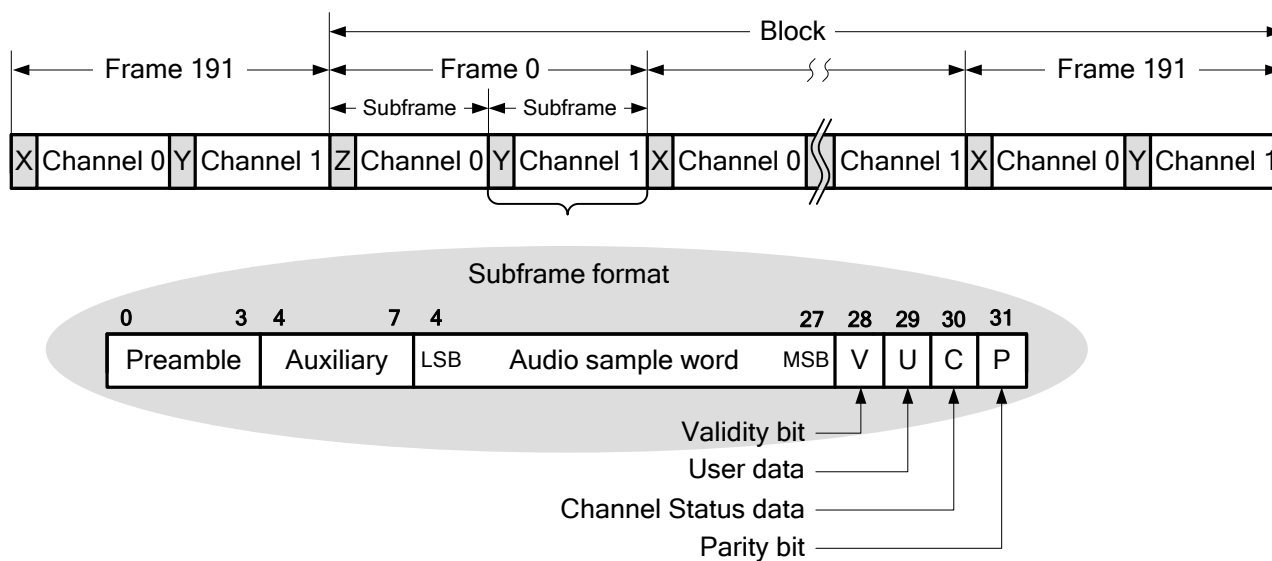 Block
Frame 191 Frame 0 Frame 191
Subframe Subframe
X Channel 0 Y Channel 1 Z Channel 0 Y Channel 1 X Channel 0 Channel 1 X Channel 0 Y Channel 1
Subframe format
0 3 4 7 4 27 28 29 30 31
Preamble Auxiliary LSB Audio sample word MSB V U C P
Validity bit
User data
Channel Status data
Parity bit